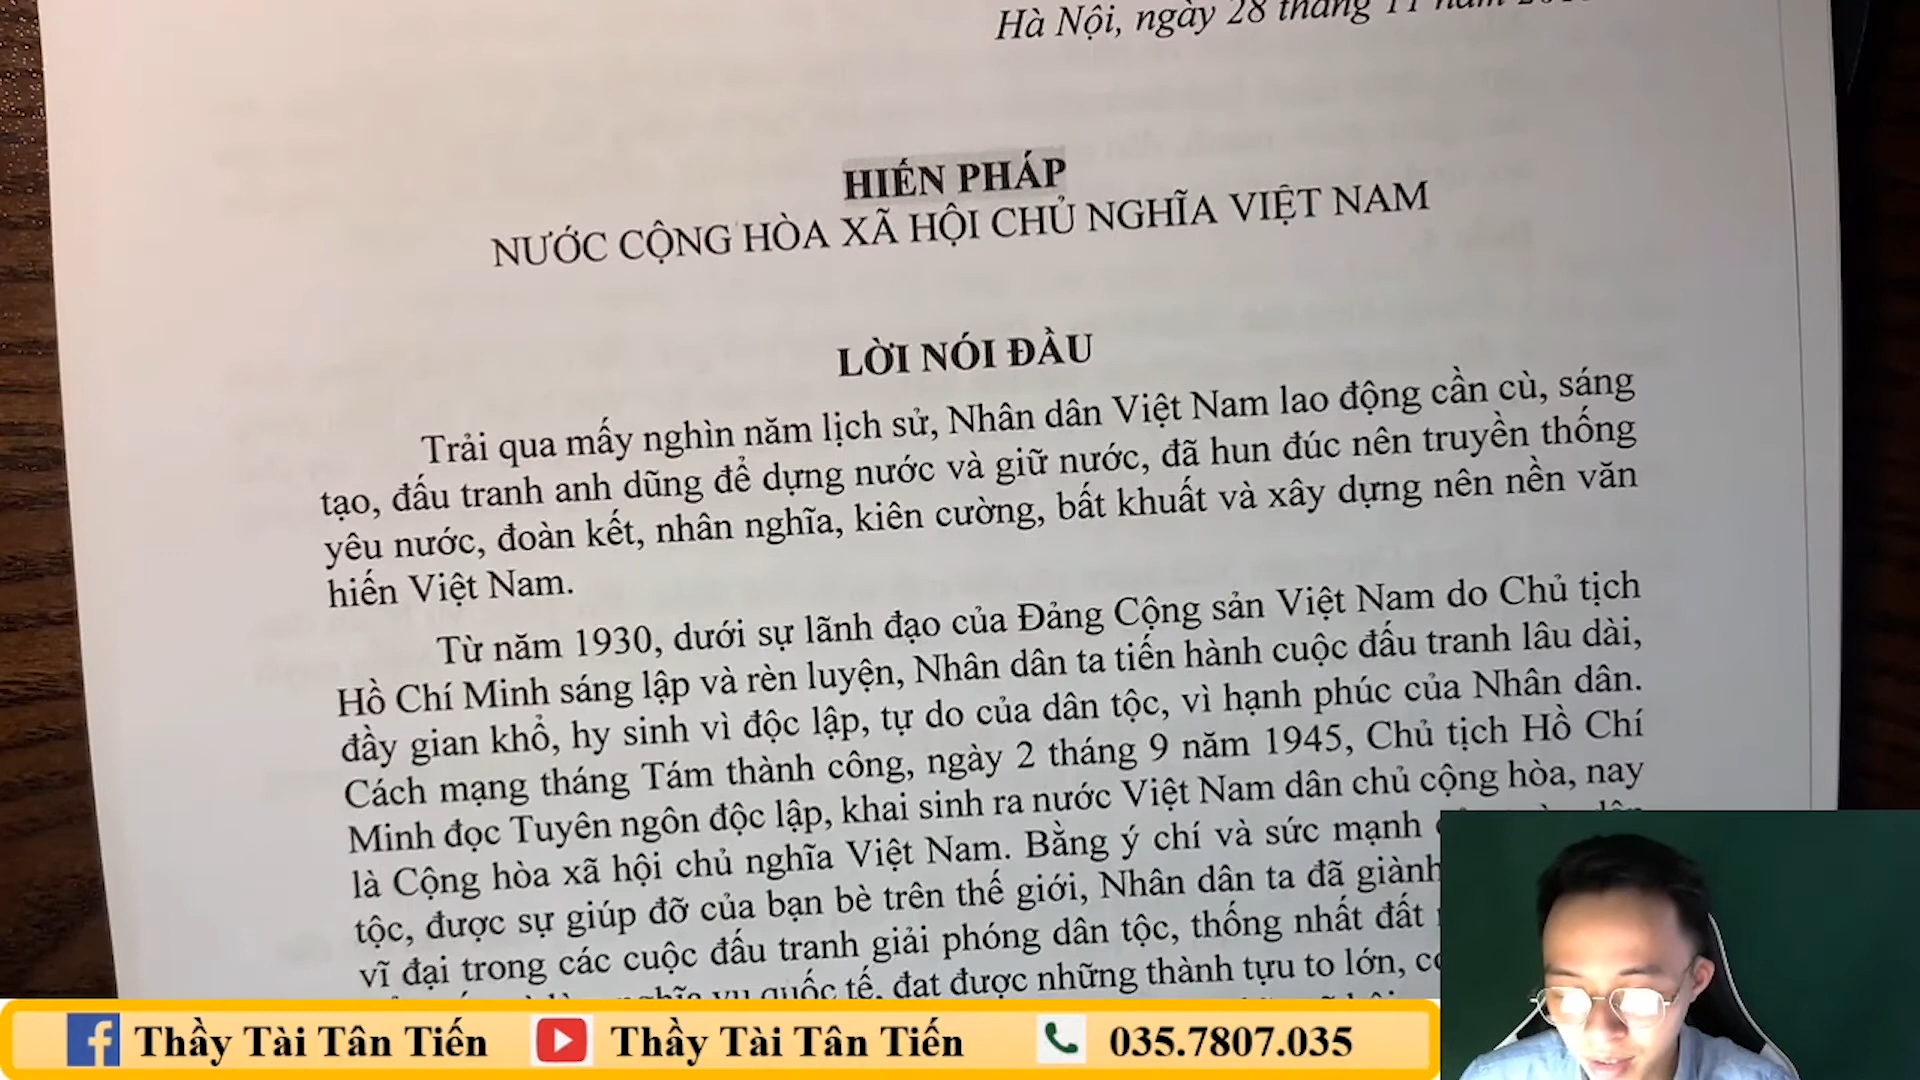 Hà Nội, ngày 28 tháng 11 năm
HIẾN PHÁP
NƯỚC CỘNG HÒA XÃ HỘI CHỦ NGHĨA VIỆT NAM
LỜI NÓI ĐẦU
Trải qua mấy nghìn năm lịch sử, Nhân dân Việt Nam lao động cần cù, sáng
tạo, đấu tranh anh dũng để dựng nước và giữ nước, đã hun đúc nên truyền thống
yêu nước, đoàn kết, nhân nghĩa, kiên cường, bất khuất và xây dựng nên nền văn
hiến Việt Nam.
Từ năm 1930, dưới sự lãnh đạo của Đảng Cộng sản Việt Nam do Chủ tịch
Hồ Chí Minh sáng lập và rèn luyện, Nhân dân ta tiến hành cuộc đấu tranh lâu dài,
đầy gian khổ, hy sinh vì độc lập, tự do của dân tộc, vì hạnh phúc của Nhân dân.
Cách mạng tháng Tám thành công, ngày 2 tháng 9 năm 1945, Chủ tịch Hồ Chí
Minh đọc Tuyên ngôn độc lập, khai sinh ra nước Việt Nam dân chủ cộng hòa, nay
là Cộng hòa xã hội chủ nghĩa Việt Nam. Bằng ý chí và sức mạnh
tộc, được sự giúp đỡ của bạn bè trên thế giới, Nhân dân ta đã giành
vĩ đại trong các cuộc đấu tranh giải phóng dân tộc, thống nhất đất
nghĩa vụ quốc tế, đạt được những thành tựu to lớn,
Thầy Tài Tân Tiến
Thầy Tài Tân Tiến
035.7807.035